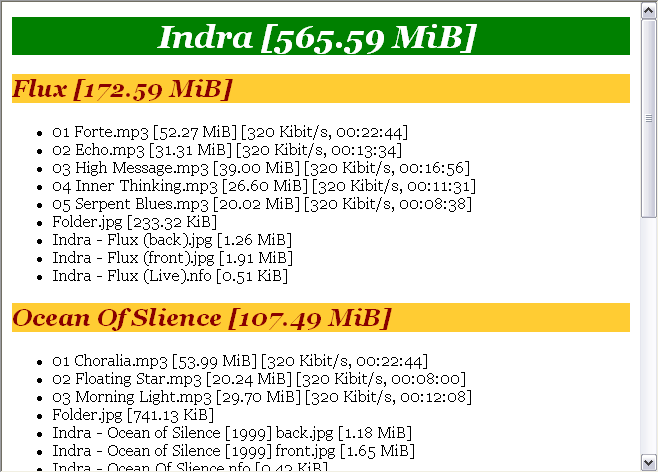 Indra [565.59 MiB]
Flux [172.59 MiB]
01 Forte.mp3 [52.27 MiB] [320 Kibit/s, 00:22:44]
02 Echo.mp3 [31.31 MiB] [320 Kibit/s, 00:13:34]
03 High Message.mp3 [39.00 MiB] [320 Kibit/s, 00:16:56]
04 Inner Thinking.mp3 [26.60 MiB] [320 Kibit/s, 00:11:31]
05 Serpent Blues.mp3 [20.02 MiB] [320 Kibit/s, 00:08:38]
Folder.jpg [233.32 KiB]
Indra - Flux (back).jpg [1.26 MiB]
Indra - Flux (front).jpg [1.91 MiB]
Indra - Flux (Live).nfo [0.51 KiB]
Ocean Of Slience [107.49 MiB]
01 Choralia.mp3 [53.99 MiB] [320 Kibit/s, 00:22:44]
02 Floating Star.mp3 [20.24 MiB] [320 Kibit/s, 00:08:00]
03 Morning Light.mp3 [29.70 MiB] [320 Kibit/s, 00:12:08]
Folder.jpg [741.13 KiB]
Indra - Ocean of Silence [1999] back.jpg [1.18 MiB]
Indra - Ocean of Silence [1999] front.jpg [1.65 MiB]
Indra - Ocean Of Silence.nfo [0.43 KiB]